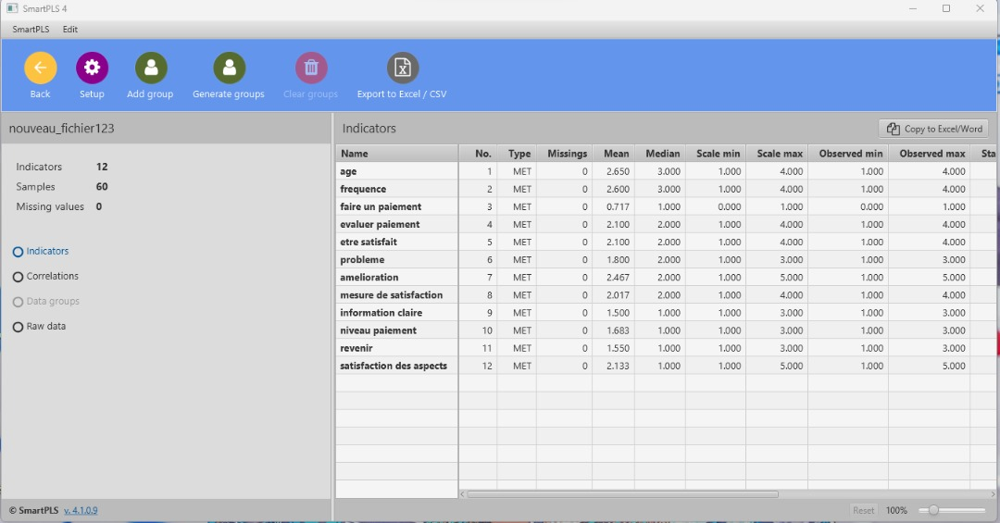 SmartPLS 4
SmartPLS Edit
Back Setup Add group Generate groups Clear groups Export to Excel / CSV
nouveau_fichier123
Indicators 12
Samples 60
Missing values 0
Indicators
Correlations
Data groups
Raw data
© SmartPLS v. 4.1.0.9
Indicators
Copy to Excel/Word
Name No. Type Missings Mean Median Scale min Scale max Observed min Observed max Sta
age 1 MET 0 2.650 3.000 1.000 4.000 1.000 4.000
frequence 2 MET 0 2.600 3.000 1.000 4.000 1.000 4.000
faire un paiement 3 MET 0 0.717 1.000 0.000 1.000 0.000 1.000
evaluer paiement 4 MET 0 2.100 2.000 1.000 4.000 1.000 4.000
etre satisfait 5 MET 0 2.100 2.000 1.000 4.000 1.000 4.000
probleme 6 MET 0 1.800 2.000 1.000 3.000 1.000 3.000
amelioration 7 MET 0 2.467 2.000 1.000 5.000 1.000 5.000
mesure de satisfaction 8 MET 0 2.017 2.000 1.000 4.000 1.000 4.000
information claire 9 MET 0 1.500 1.000 1.000 3.000 1.000 3.000
niveau paiement 10 MET 0 1.683 1.000 1.000 3.000 1.000 3.000
revenir 11 MET 0 1.550 1.000 1.000 3.000 1.000 3.000
satisfaction des aspects 12 MET 0 2.133 1.000 1.000 5.000 1.000 5.000
Reset 100%